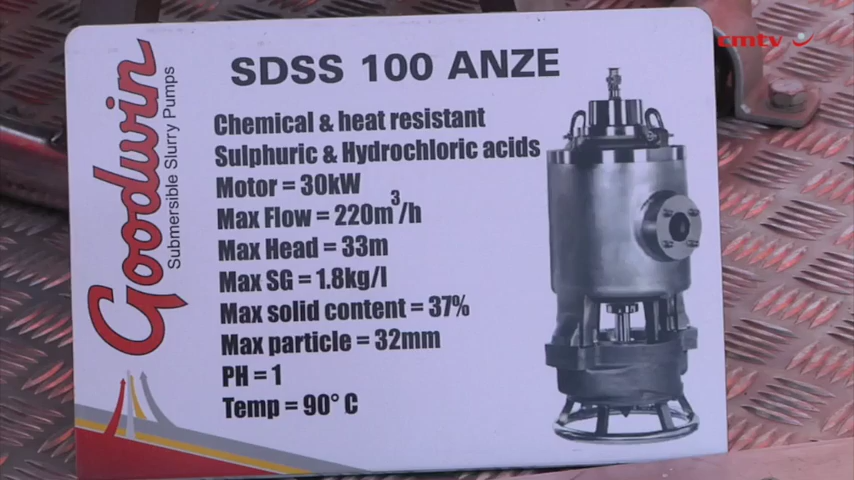 cmtv
Goodwin
Submersible Slurry Pumps
SDSS 100 ANZE
Chemical & heat resistant
Sulphuric & Hydrochloric acids
Motor = 30kW
Max Flow = 220m³/h
Max Head = 33m
Max SG = 1.8kg/l
Max solid content = 37%
Max particle = 32mm
PH = 1
Temp = 90° C